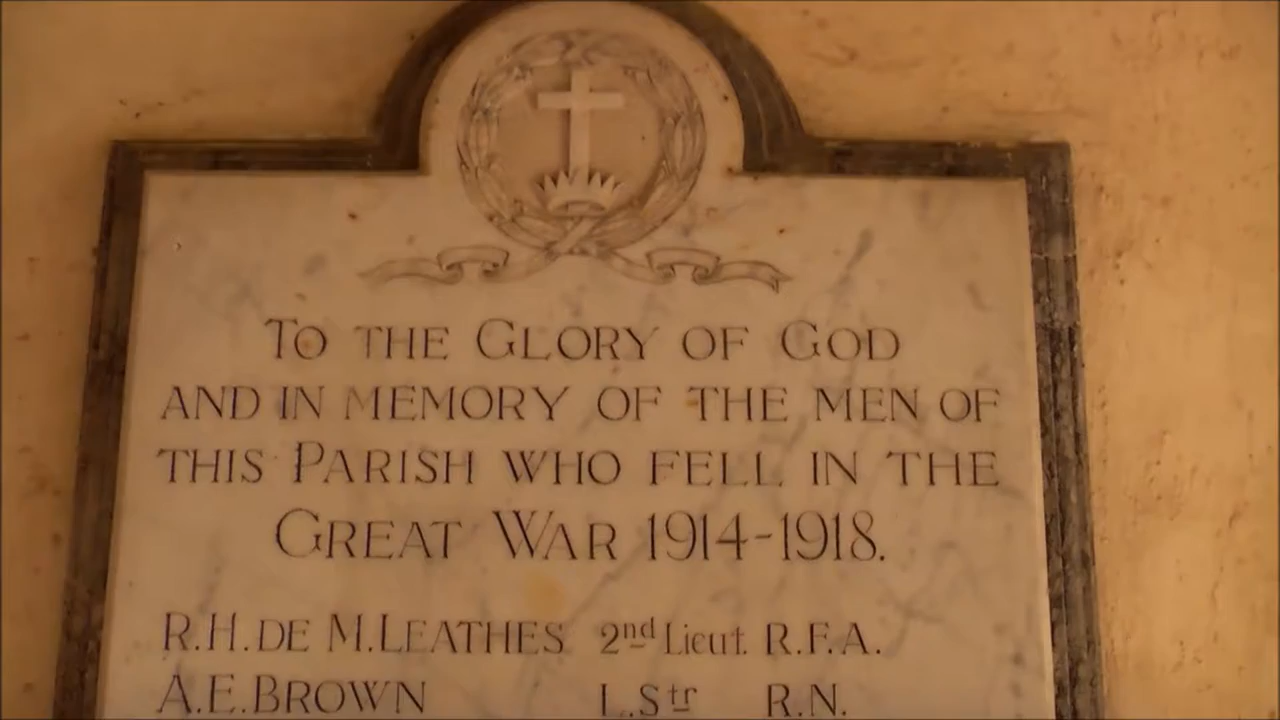 To the Glory of God
and in memory of the men of
this Parish who fell in the
Great War 1914-1918.
R.H. de M. Leathes 2nd Lieut. R.F.A.
A.E. Brown L. Str R.N.